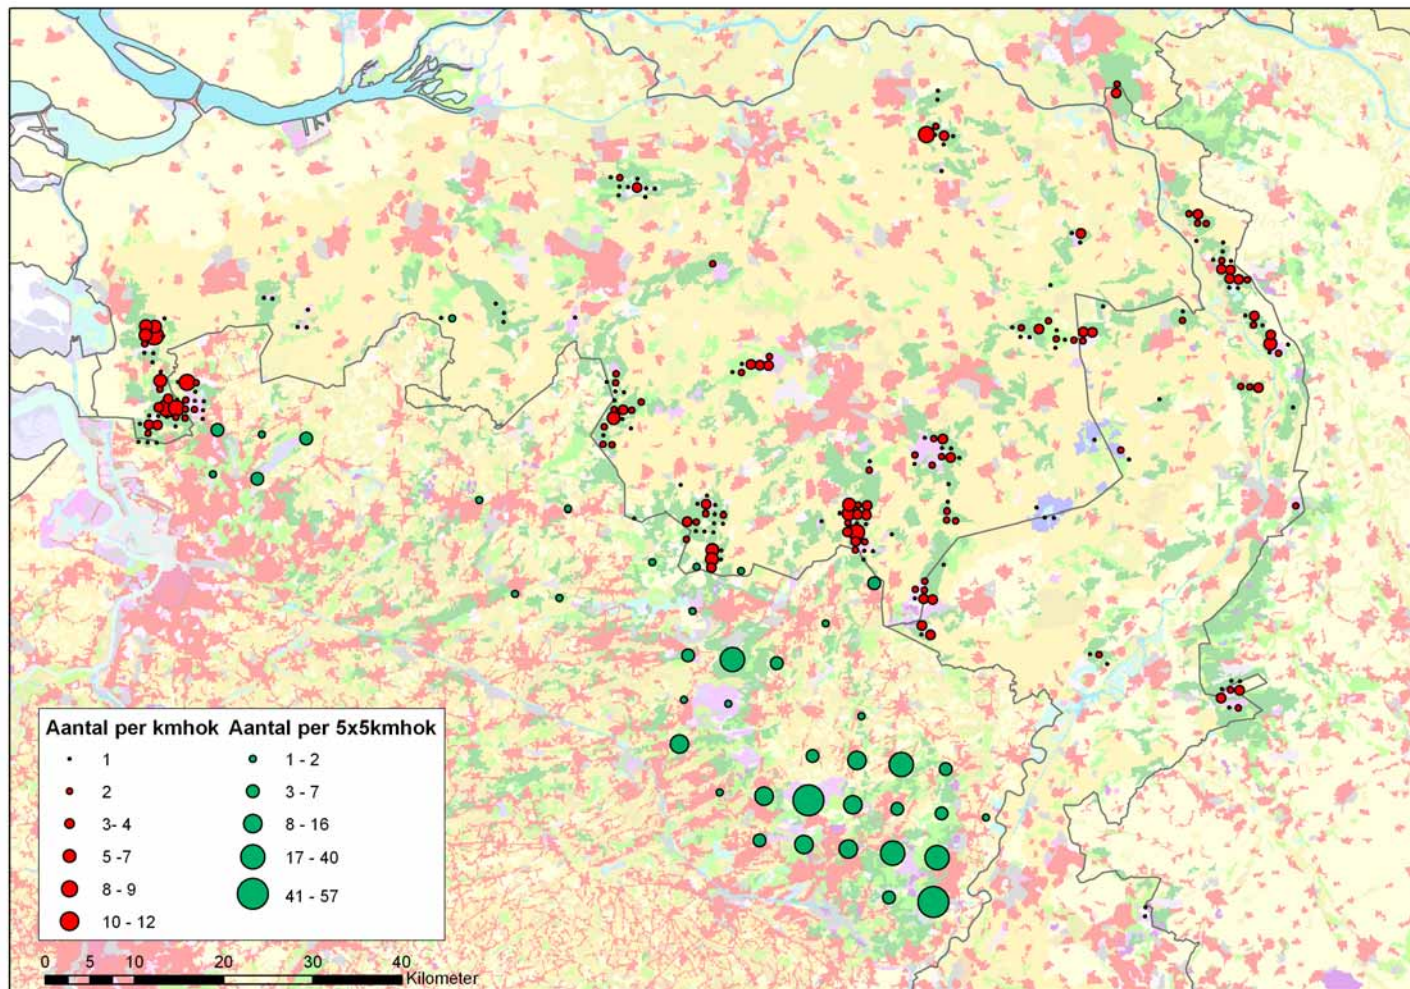 Aantal per kmhok Aantal per 5x5kmhok
1 1 - 2
2 3 - 7
3- 4 8 - 16
5 -7 17 - 40
8 - 9 41 - 57
10 - 12
0 5 10 20 30 40
Kilometer